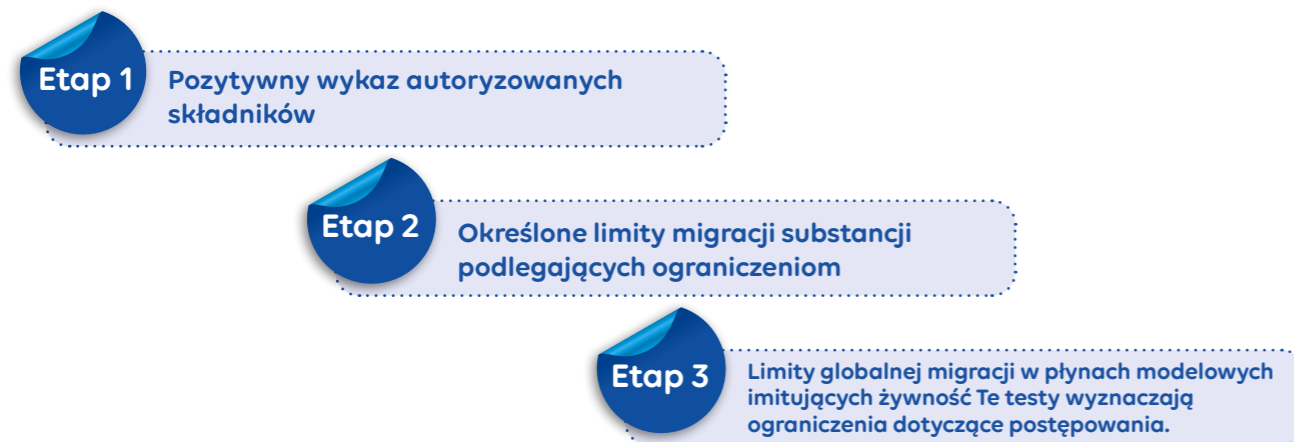 Etap 1
Pozytywny wykaz autoryzowanych
składników
Etap 2
Określone limity migracji substancji
podlegających ograniczeniom
Etap 3
Limity globalnej migracji w płynach modelowych
imitujących żywność Te testy wyznaczają
ograniczenia dotyczące postępowania.